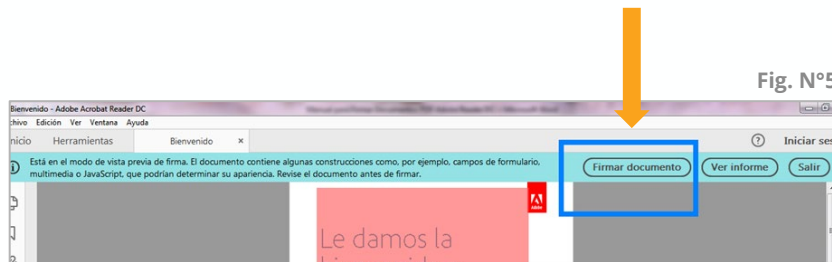 Fig. N°5
Bienvenido - Adobe Acrobat Reader DC
chivo Edición Ver Ventana Ayuda
nicio Herramientas Bienvenido × ? Iniciar ses
Está en el modo de vista previa de firma. El documento contiene algunas construcciones como, por ejemplo, campos de formulario,
multimedia o JavaScript, que podrían determinar su apariencia. Revise el documento antes de firmar.
Firmar documento Ver informe Salir
Adobe
Le damos la